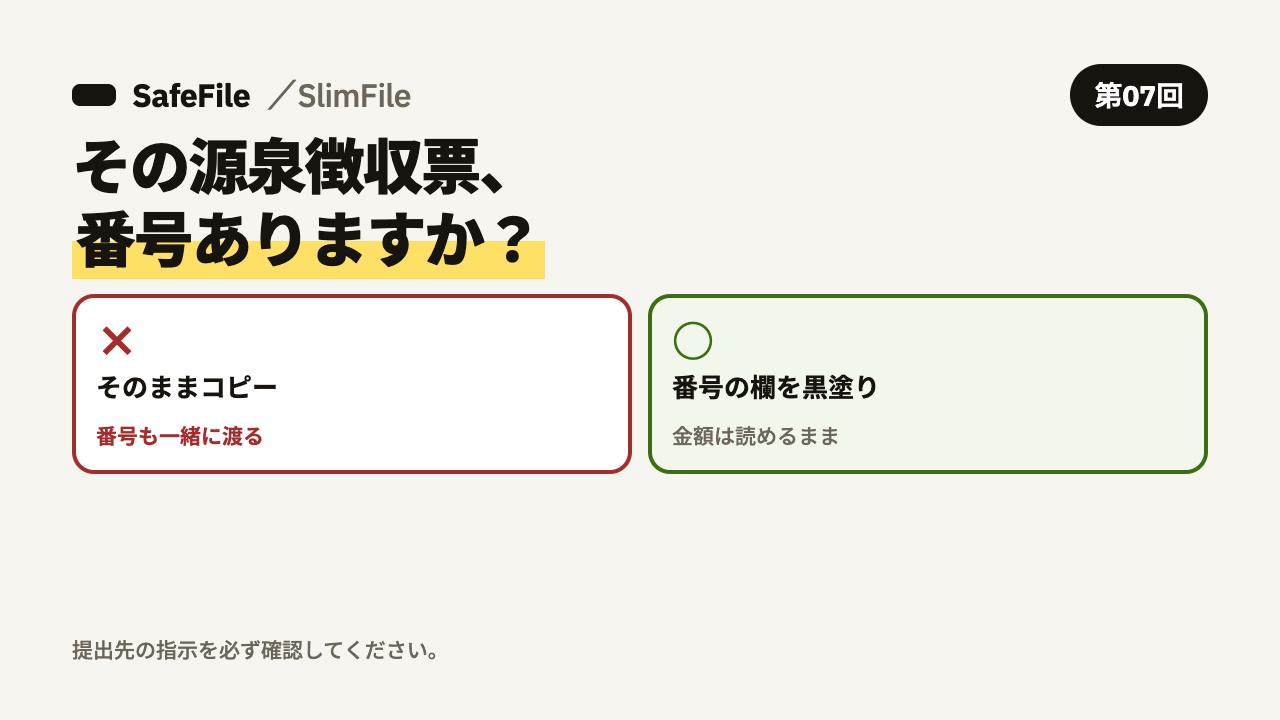 SafeFile ／SlimFile
第07回
その源泉徴収票、
番号ありますか？
×
そのままコピー
番号も一緒に渡る
○
番号の欄を黒塗り
金額は読めるまま
提出先の指示を必ず確認してください。